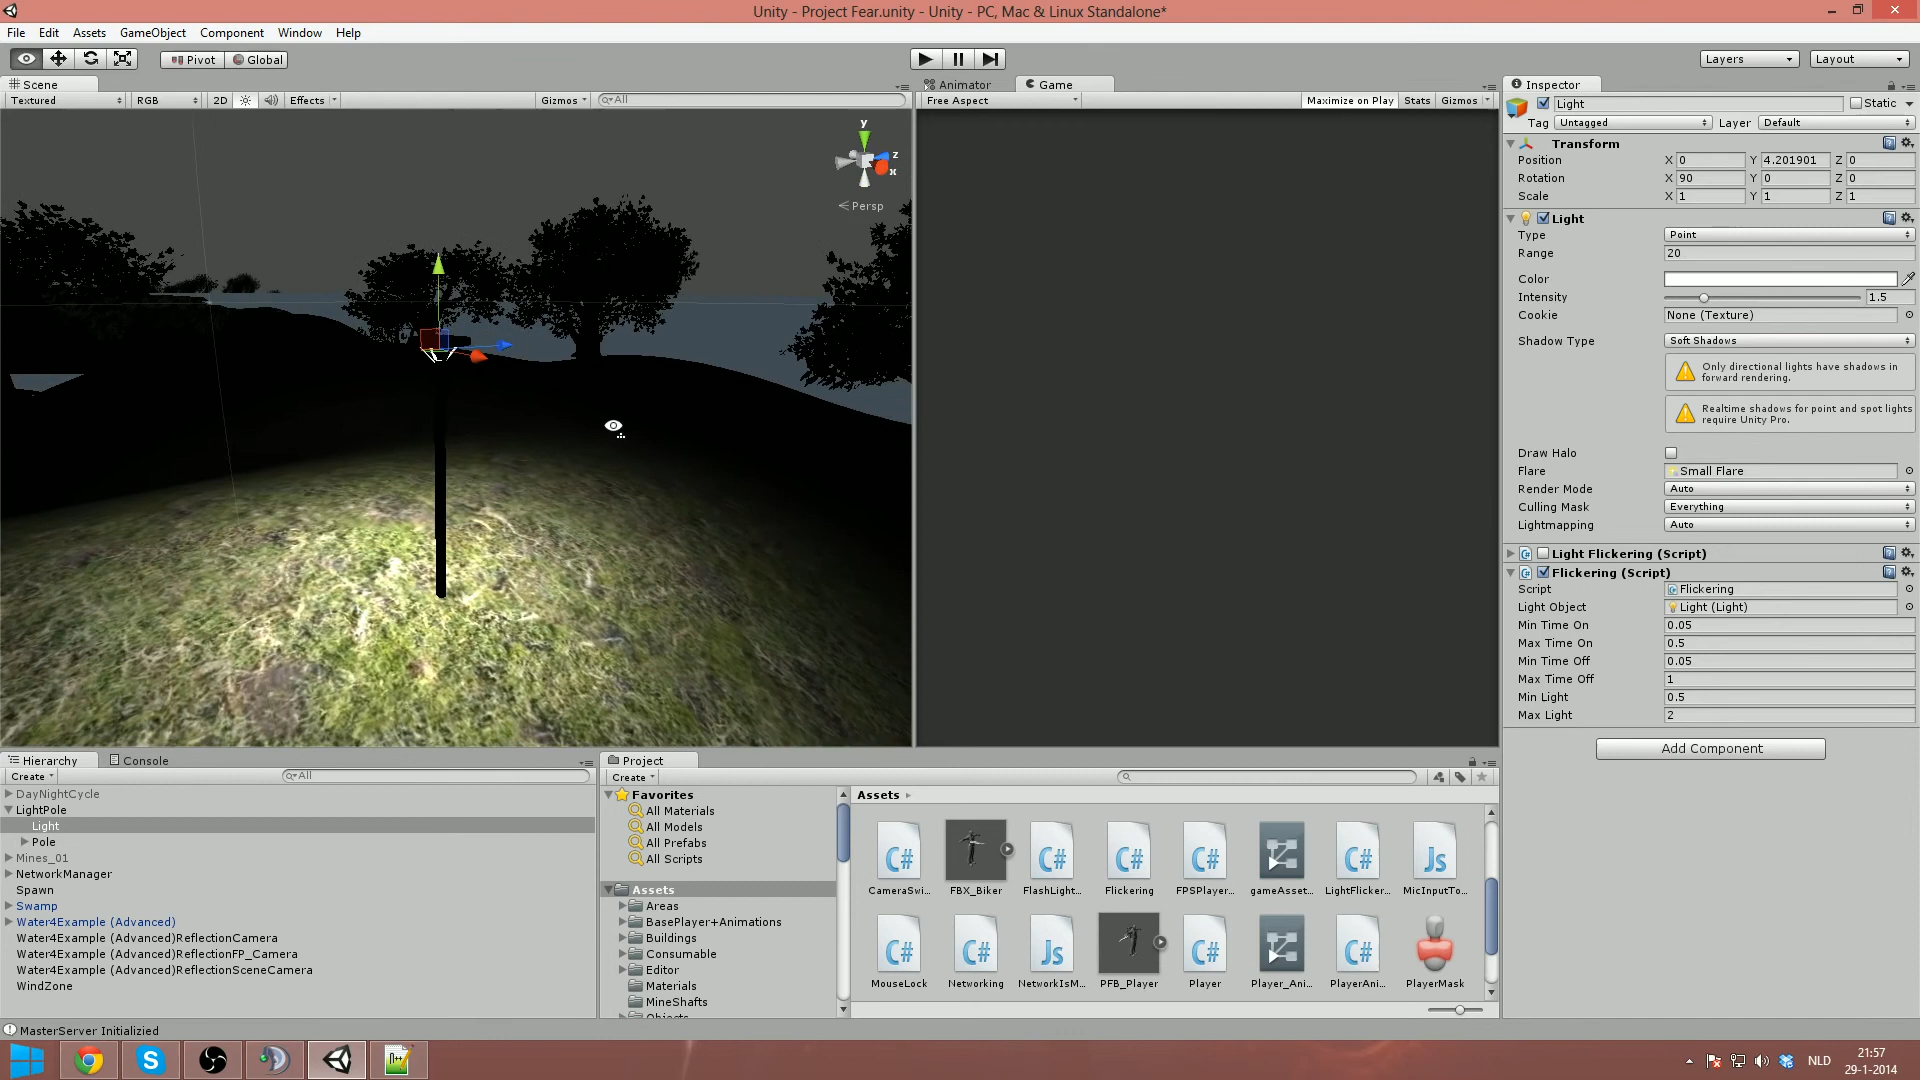 Unity - Project Fear.unity - Unity - PC, Mac & Linux Standalone*
File Edit Assets GameObject Component Window Help
Pivot Global Layers Layout
Scene
Textured RGB 2D Effects Gizmos All
y
z
x
Persp
Animator Game
Free Aspect Maximize on Play Stats Gizmos
Inspector
Light Static
Tag Untagged Layer Default
Transform
Position X 0 Y 4.201901 Z 0
Rotation X 90 Y 0 Z 0
Scale X 1 Y 1 Z 1
Light
Type Point
Range 20
Color
Intensity 1.5
Cookie None (Texture)
Shadow Type Soft Shadows
Only directional lights have shadows in
forward rendering.
Realtime shadows for point and spot lights
require Unity Pro.
Draw Halo
Flare Small Flare
Render Mode Auto
Culling Mask Everything
Lightmapping Auto
Light Flickering (Script)
Flickering (Script)
Script Flickering
Light Object Light (Light)
Min Time On 0.05
Max Time On 0.5
Min Time Off 0.05
Max Time Off 1
Min Light 0.5
Max Light 2
Add Component
Hierarchy Console
Create All
DayNightCycle
LightPole
Light
Pole
Mines_01
NetworkManager
Spawn
Swamp
Water4Example (Advanced)
Water4Example (Advanced)ReflectionCamera
Water4Example (Advanced)ReflectionFP_Camera
Water4Example (Advanced)ReflectionSceneCamera
WindZone
Project
Create
Favorites
All Materials
All Models
All Prefabs
All Scripts
Assets
Areas
BasePlayer+Animations
Buildings
Consumable
Editor
Materials
MineShafts
Objects
Assets
C# C# C# C# C# Js
CameraSwi... FBX_Biker FlashLight... Flickering FPSPlayer... gameAsset... LightFlicker... MicInputTo...
C# C# Js C# C#
MouseLock Networking NetworkIsM... PFB_Player Player Player_Ani... PlayerAni... PlayerMask
MasterServer Initializied
NLD
21:57
29-1-2014